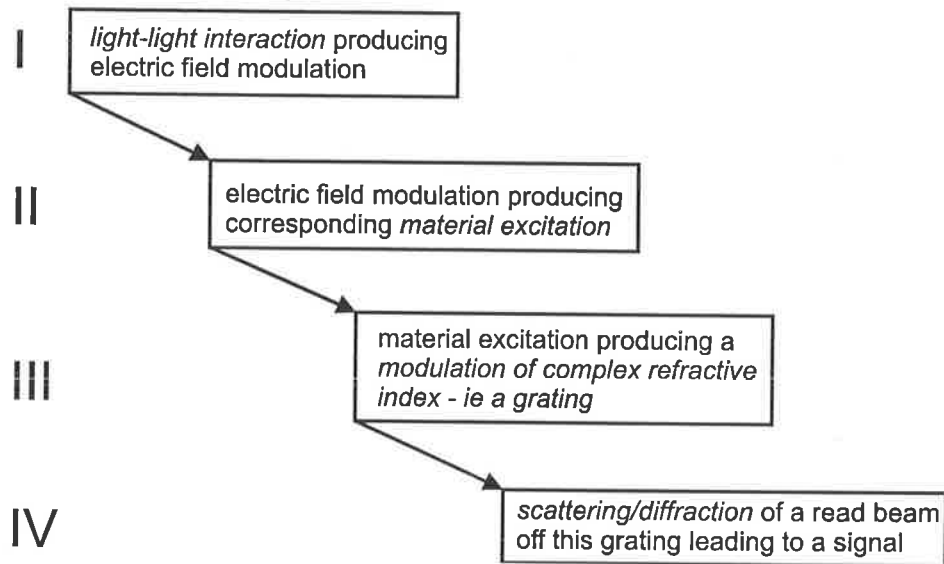 I
light-light interaction producing
electric field modulation
II
electric field modulation producing
corresponding material excitation
III
material excitation producing a
modulation of complex refractive
index - ie a grating
IV
scattering/diffraction of a read beam
off this grating leading to a signal